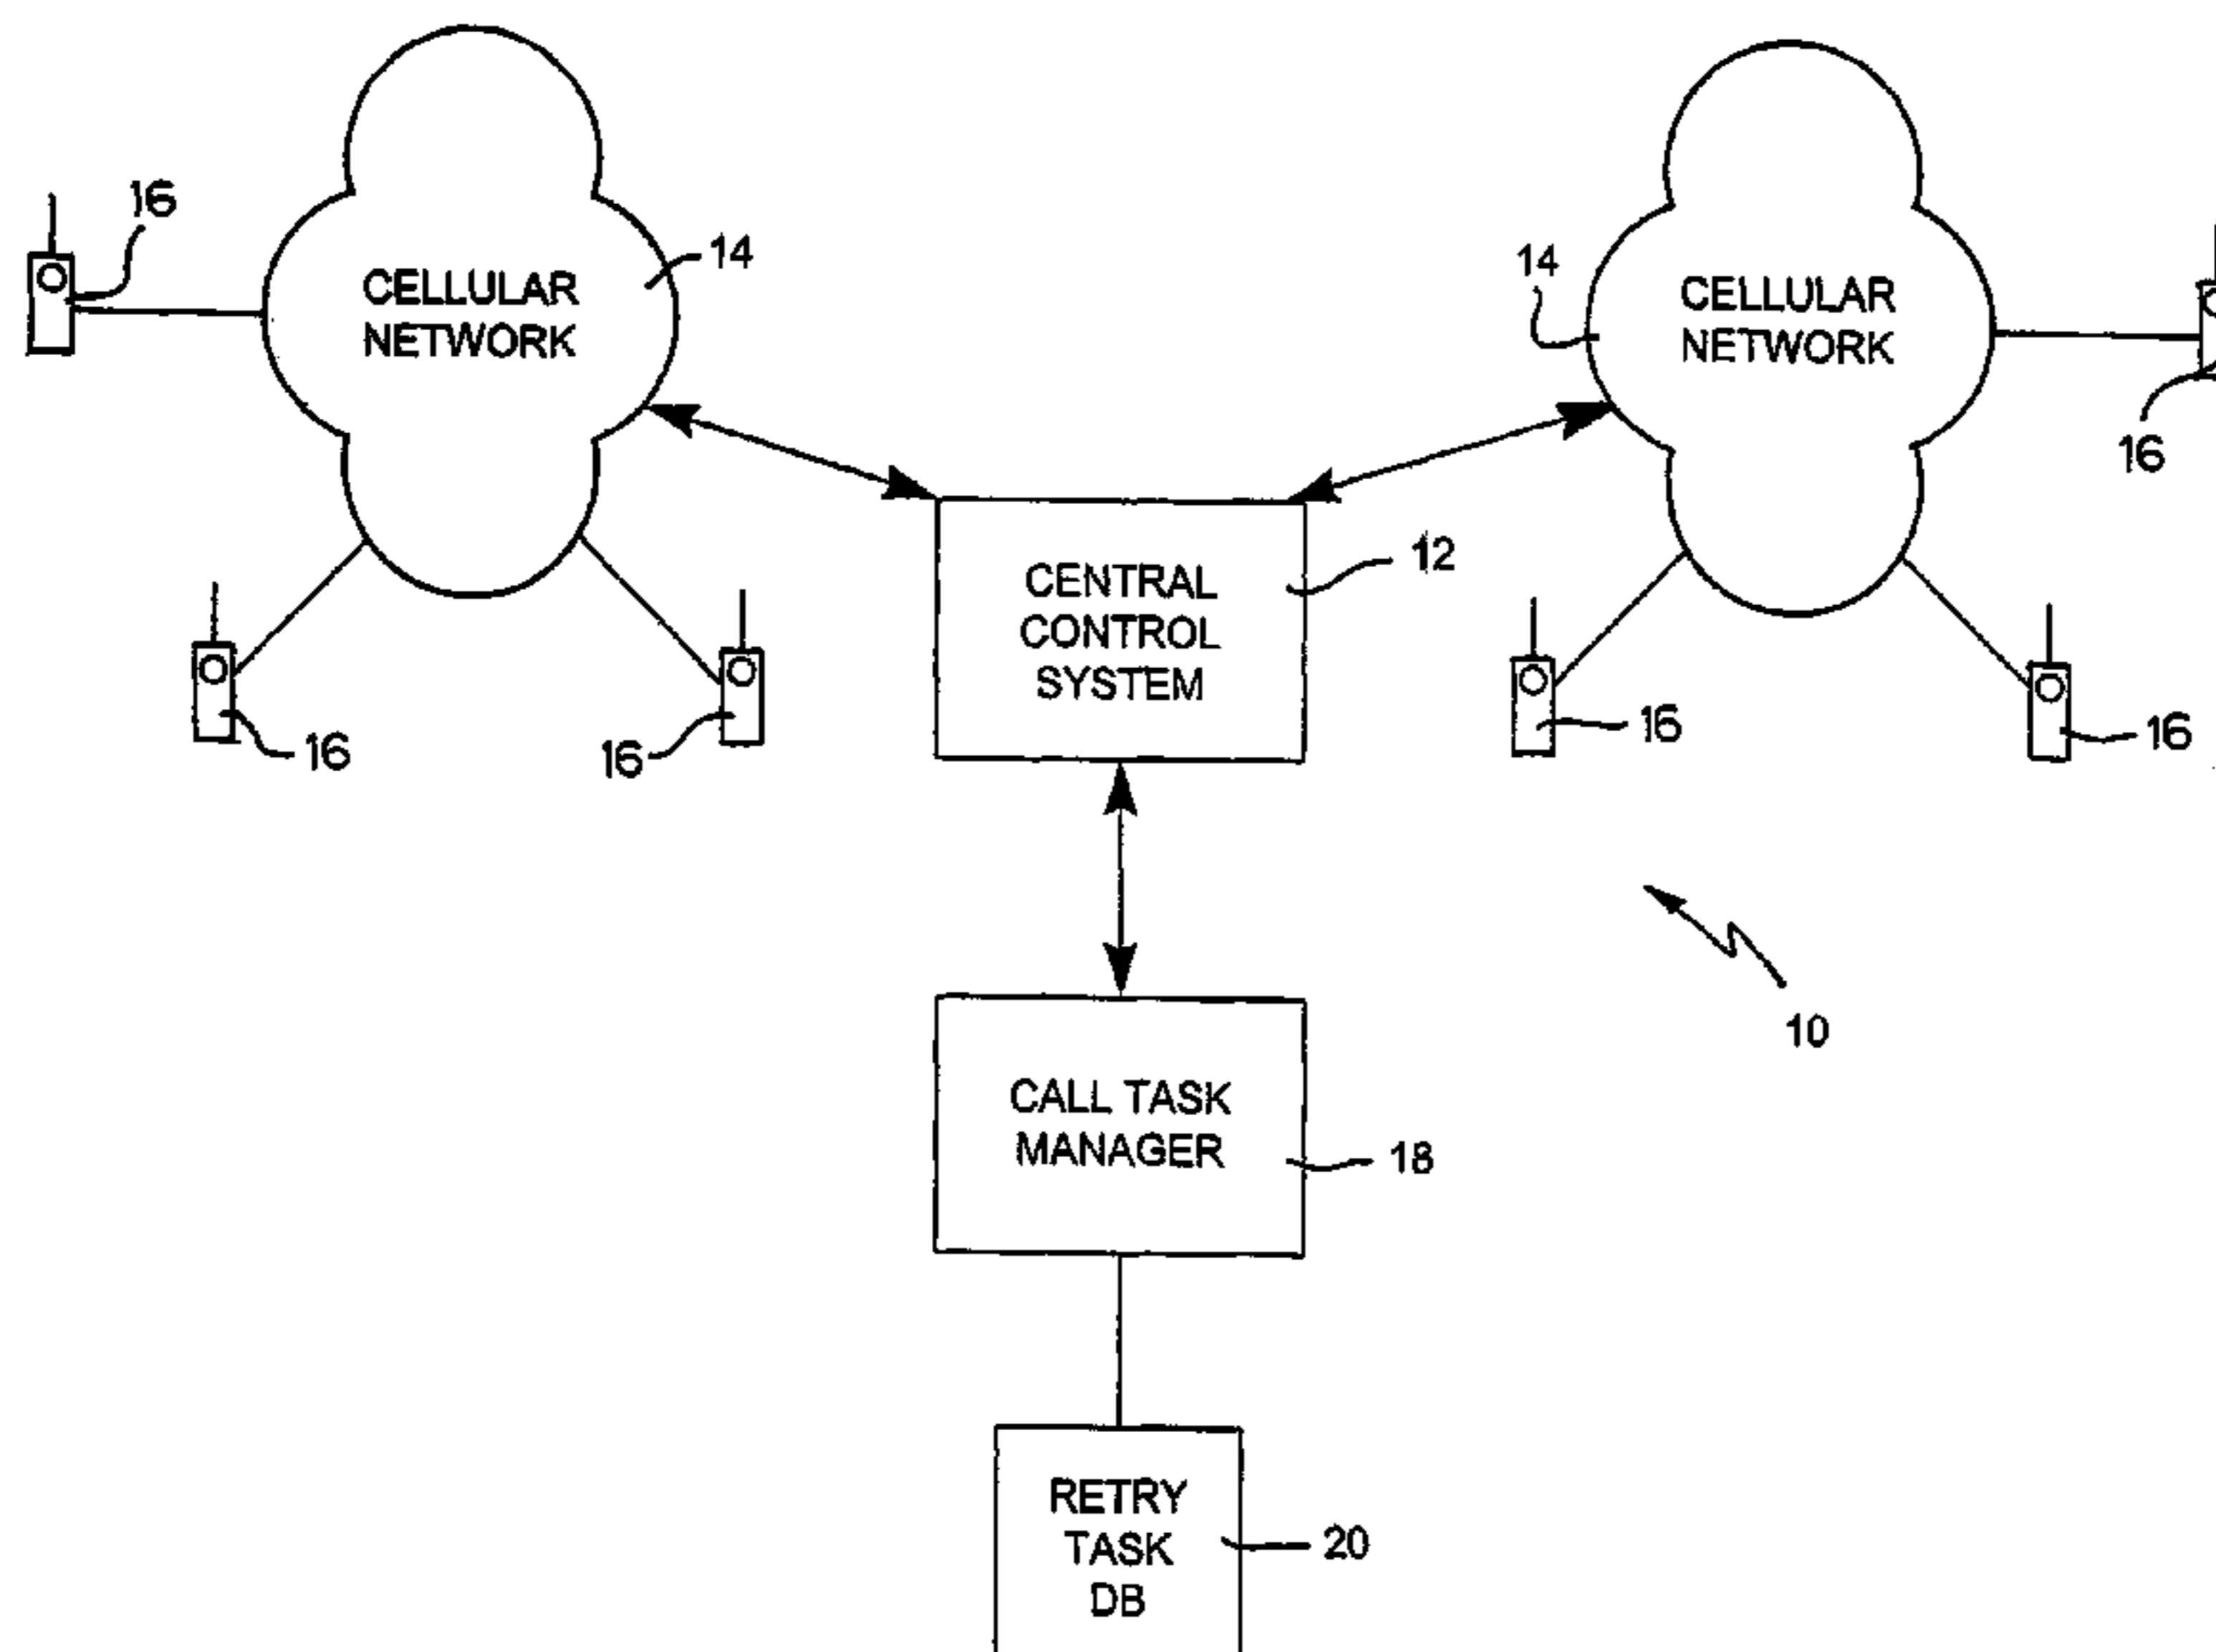 16
CELLULAR
NETWORK
14
16
16
14
CELLULAR
NETWORK
16
16
16
CENTRAL
CONTROL
SYSTEM
12
10
CALL TASK
MANAGER
18
RETRY
TASK
DB
20